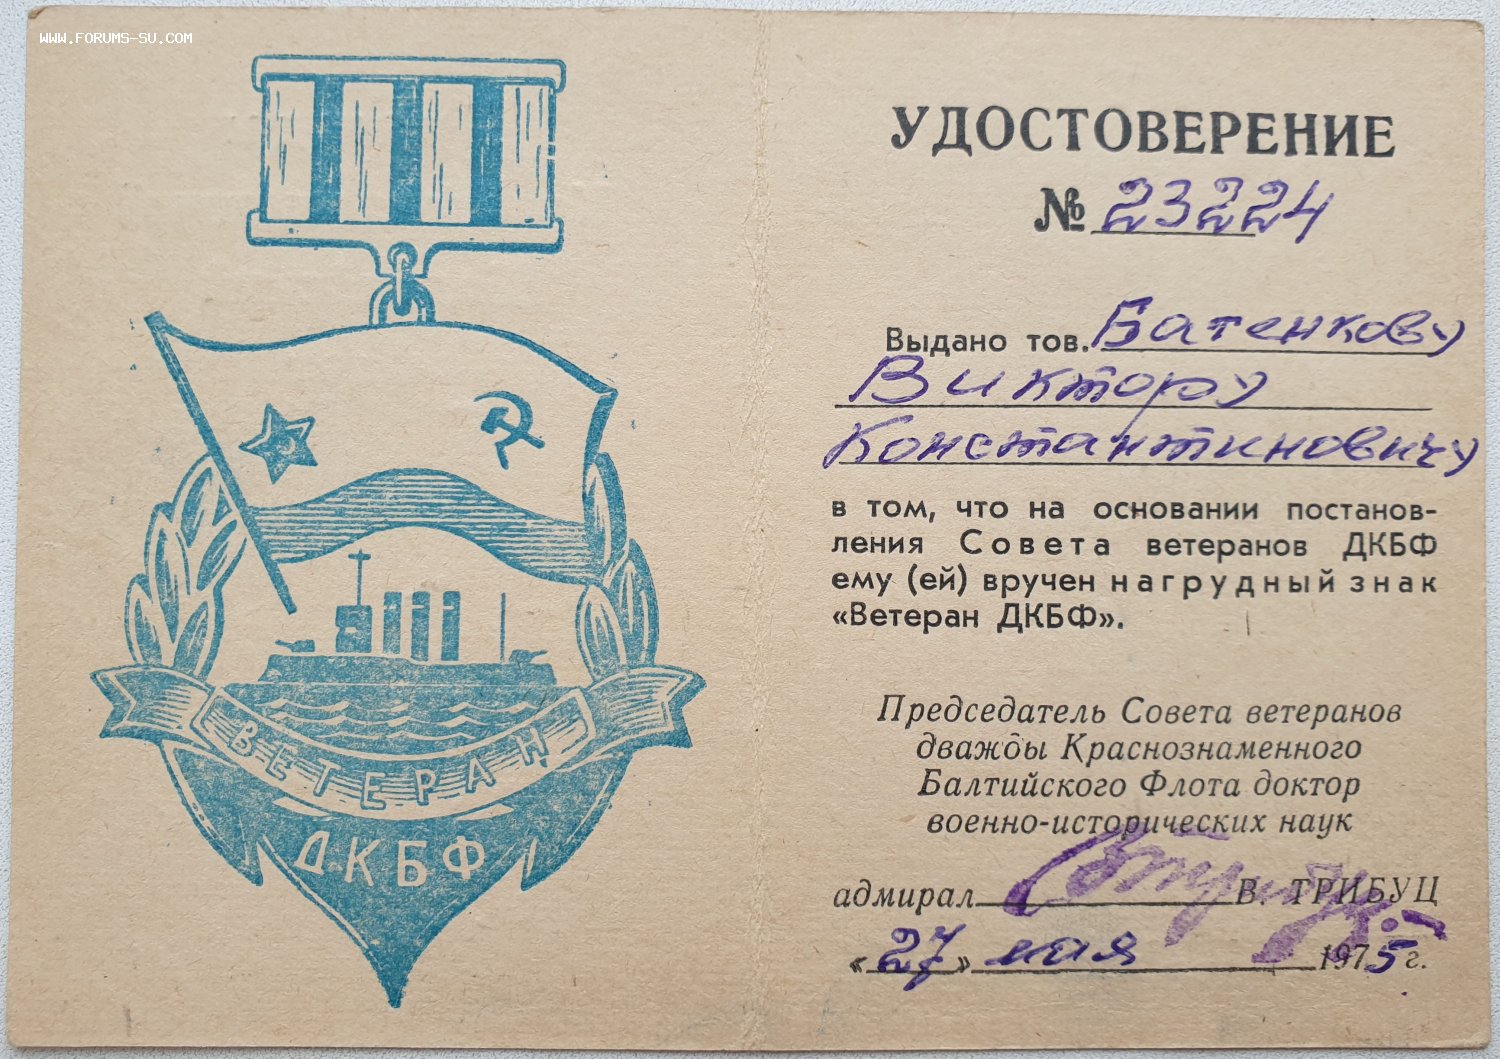 WWW.FORUMS-SU.COM
ВЕТЕРАН
ДКБФ
УДОСТОВЕРЕНИЕ
№ 23224
Выдано тов. Батенкову
Виктору
Константиновичу
в том, что на основании постанов-
ления Совета ветеранов ДКБФ
ему (ей) вручен нагрудный знак
«Ветеран ДКБФ».
Председатель Совета ветеранов
дважды Краснознаменного
Балтийского Флота доктор
военно-исторических наук
адмирал В. ТРИБУЦ
«27» мая 1975 г.